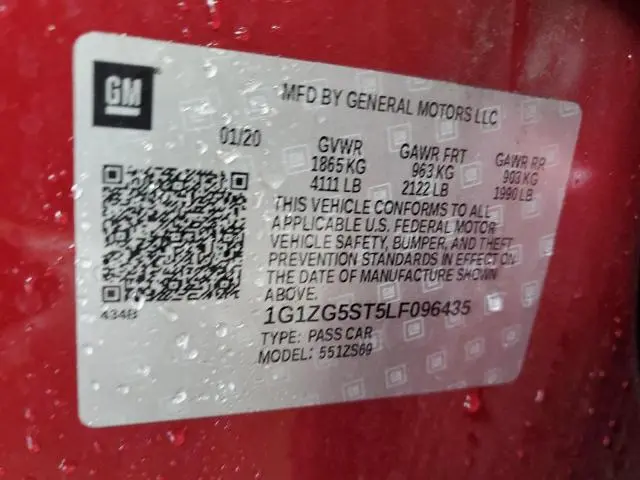 GM
MFD BY GENERAL MOTORS LLC
01/20
GVWR
1865 KG
4111 LB
GAWR FRT
963 KG
2122 LB
GAWR RR
903 KG
1990 LB
THIS VEHICLE CONFORMS TO ALL
APPLICABLE U.S. FEDERAL MOTOR
VEHICLE SAFETY, BUMPER, AND THEFT
PREVENTION STANDARDS IN EFFECT ON
THE DATE OF MANUFACTURE SHOWN
ABOVE.
434B
1G1ZG5ST5LF096435
TYPE: PASS CAR
MODEL: 551ZS69